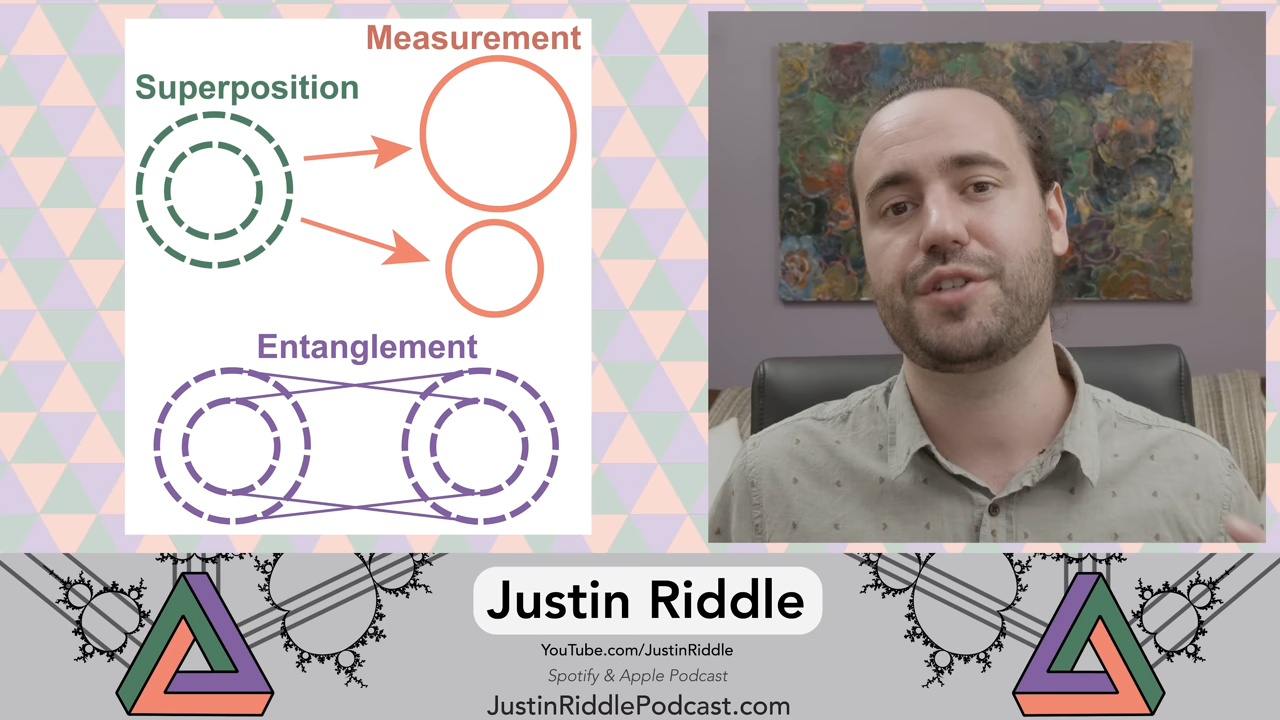 Measurement
Superposition
Entanglement
Justin Riddle
YouTube.com/JustinRiddle
Spotify & Apple Podcast
JustinRiddlePodcast.com